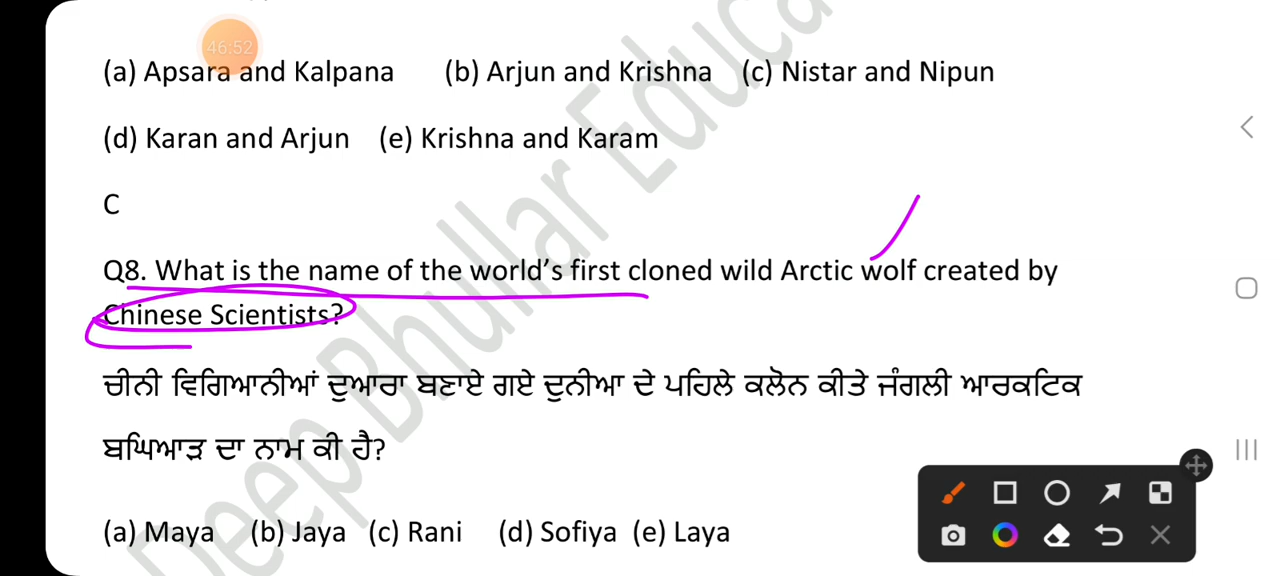 46:52
(a) Apsara and Kalpana (b) Arjun and Krishna (c) Nistar and Nipun
(d) Karan and Arjun (e) Krishna and Karam
C
Q8. What is the name of the world's first cloned wild Arctic wolf created by
Chinese Scientists?
ਚੀਨੀ ਵਿਗਿਆਨੀਆਂ ਦੁਆਰਾ ਬਣਾਏ ਗਏ ਦੁਨੀਆ ਦੇ ਪਹਿਲੇ ਕਲੋਨ ਕੀਤੇ ਜੰਗਲੀ ਆਰਕਟਿਕ
ਬਘਿਆੜ ਦਾ ਨਾਮ ਕੀ ਹੈ?
(a) Maya (b) Jaya (c) Rani (d) Sofiya (e) Laya
Deep Bhullar Educa